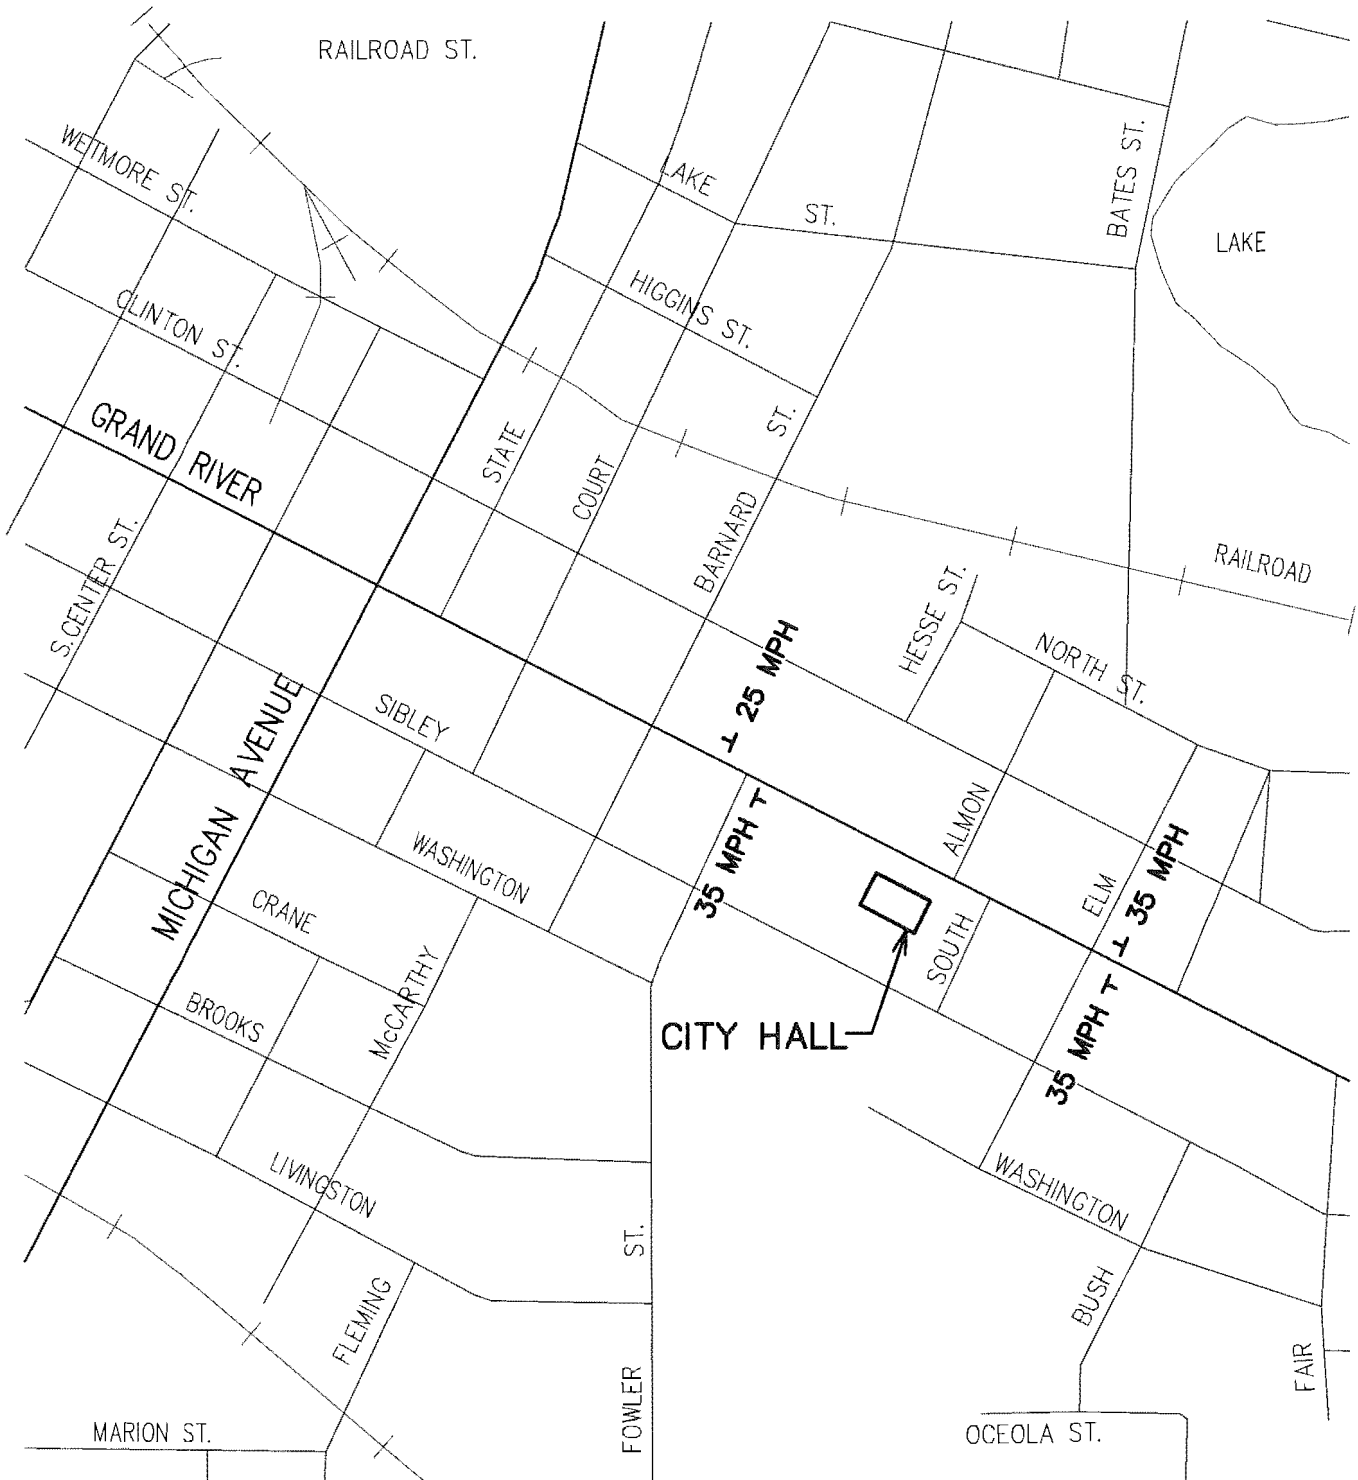 RAILROAD ST.
WETMORE ST.
LAKE
ST.
BATES ST.
LAKE
CLINTON ST.
HIGGINS ST.
GRAND RIVER
STATE
COURT
BARNARD
ST.
RAILROAD
S.CENTER ST.
HESSE ST.
NORTH ST.
25 MPH
MICHIGAN AVENUE
SIBLEY
ALMON
35 MPH
WASHINGTON
ELM
35 MPH
CRANE
SOUTH
McCARTHY
BROOKS
CITY HALL
35 MPH
LIVINGSTON
WASHINGTON
ST.
FLEMING
BUSH
FOWLER
FAIR
MARION ST.
OCEOLA ST.